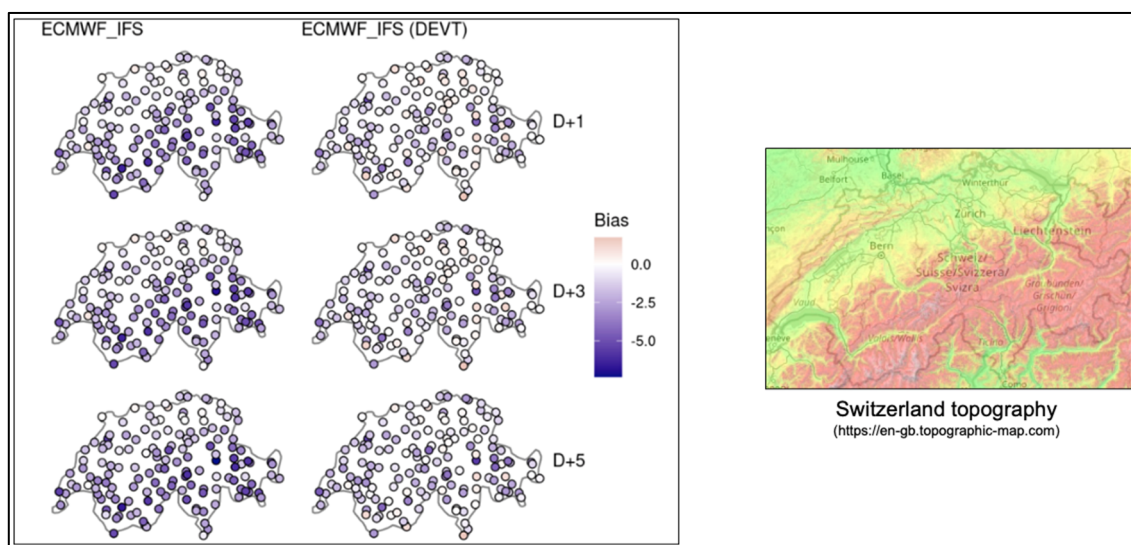 ECMWF_IFS
ECMWF_IFS (DEVT)
D+1
D+3
D+5
Bias
0.0
-2.5
-5.0
Mulhouse
Belfort
Basel
Winterthur
Zürich
Liechtenstein
Bern
Schweiz/
Suisse/Svizzera/
Svizra
Graubünden/
Grischun/
Grigioni
Vaud
Valais/Wallis
Ticino
Como
Switzerland topography
(https://en-gb.topographic-map.com)